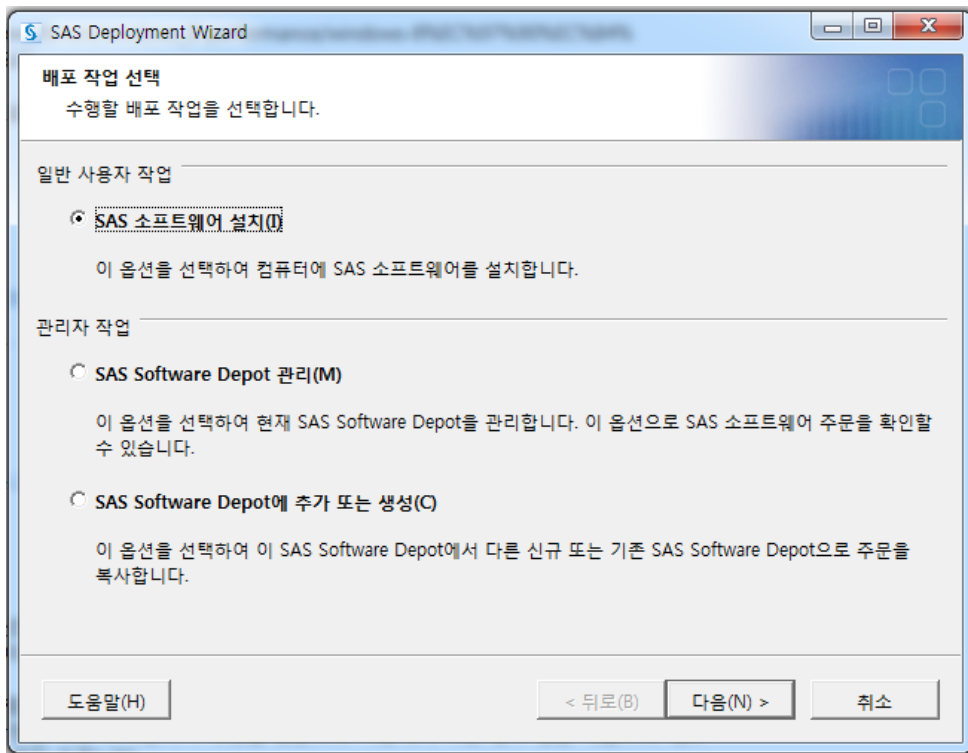 SAS Deployment Wizard
배포 작업 선택
수행할 배포 작업을 선택합니다.
일반 사용자 작업
SAS 소프트웨어 설치(I)
이 옵션을 선택하여 컴퓨터에 SAS 소프트웨어를 설치합니다.
관리자 작업
SAS Software Depot 관리(M)
이 옵션을 선택하여 현재 SAS Software Depot을 관리합니다. 이 옵션으로 SAS 소프트웨어 주문을 확인할
수 있습니다.
SAS Software Depot에 추가 또는 생성(C)
이 옵션을 선택하여 이 SAS Software Depot에서 다른 신규 또는 기존 SAS Software Depot으로 주문을
복사합니다.
도움말(H) < 뒤로(B) 다음(N) > 취소